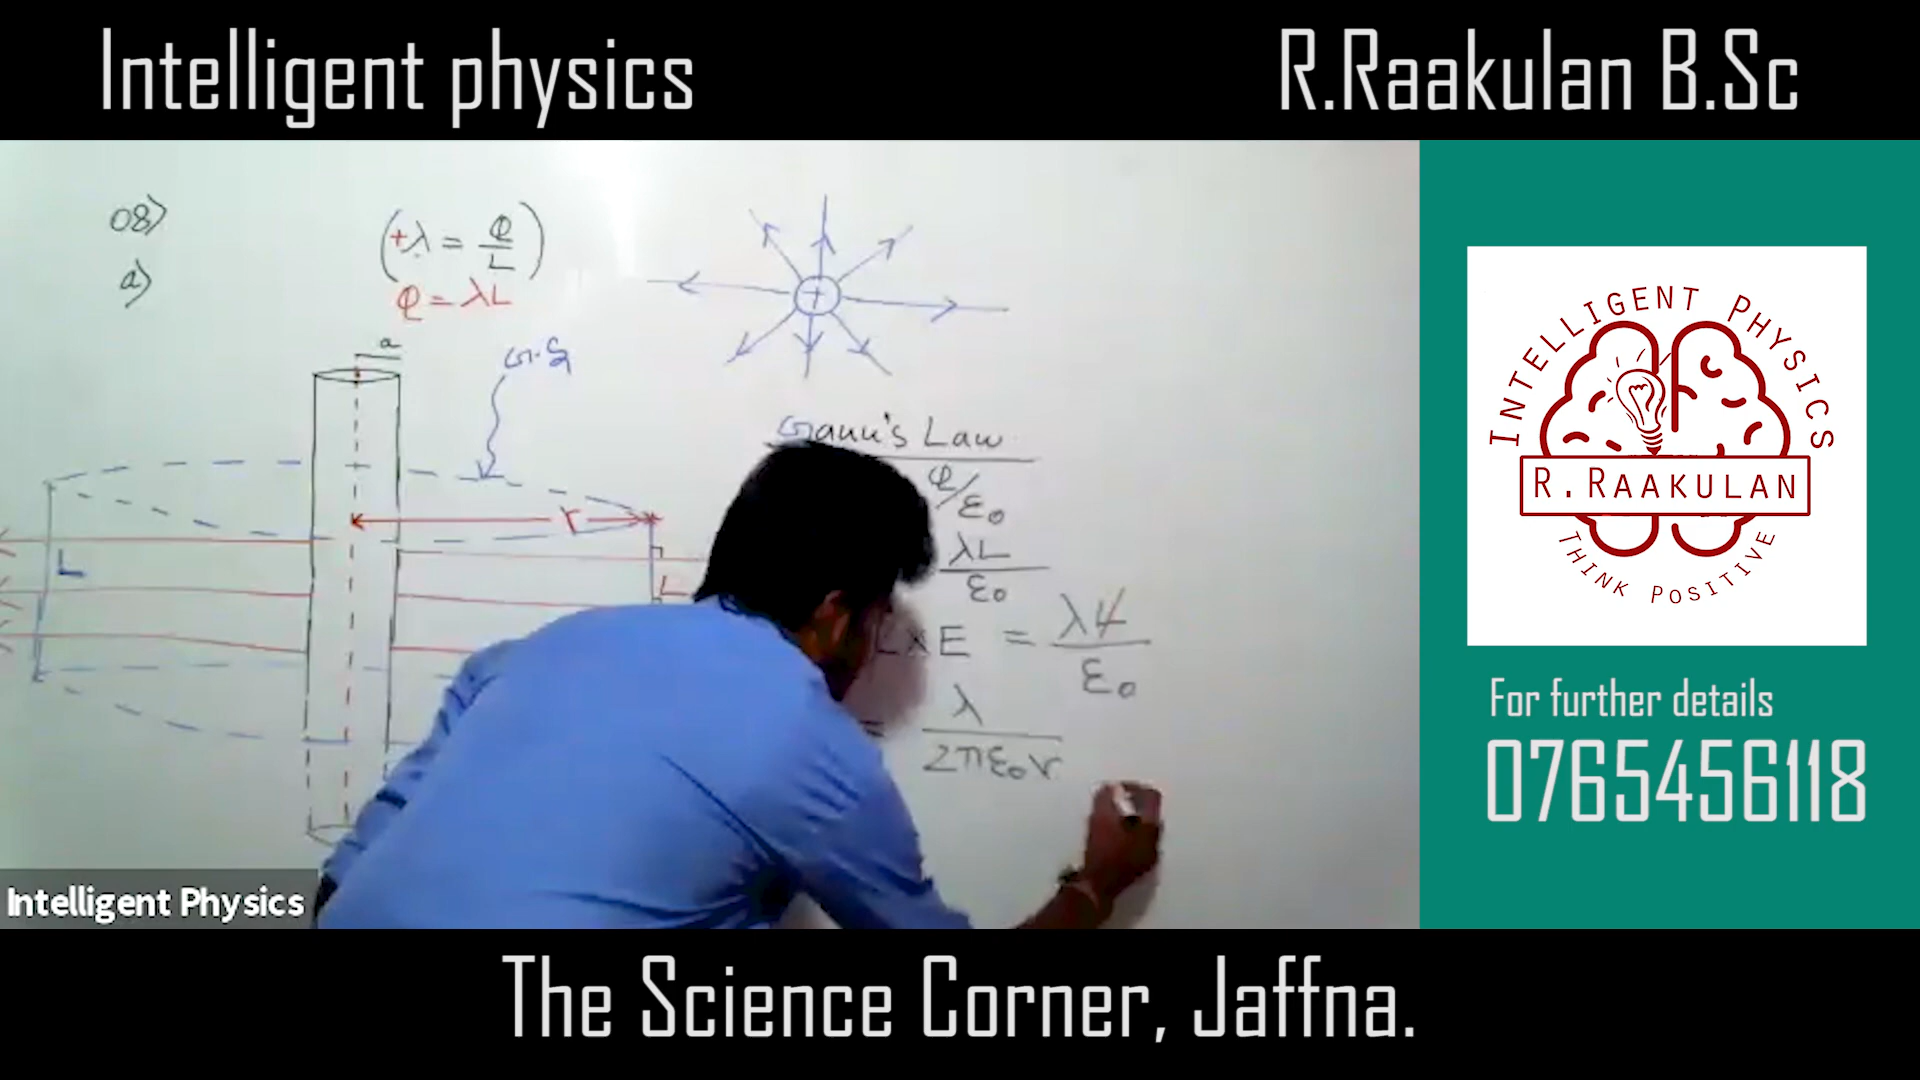 Intelligent physics
R.Raakulan B.Sc
08)
a)
(+λ = Q/L)
Q = λL
a
G.S
r
L
L
Gauss's Law
Q/ε₀
λL/ε₀
L×E = λL/ε₀
= λ/2πε₀r
INTELLIGENT PHYSICS
R.RAAKULAN
THINK POSITIVE
For further details
0765456118
Intelligent Physics
The Science Corner, Jaffna.